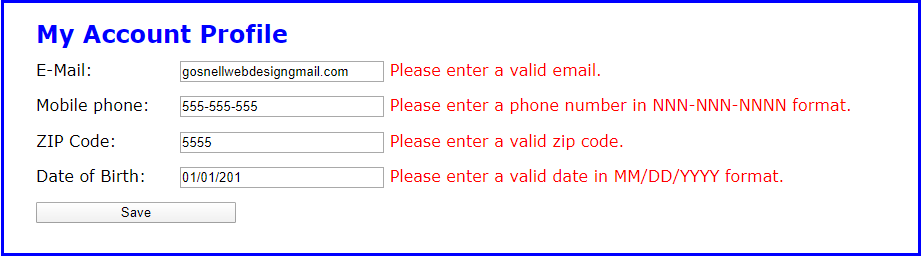 My Account Profile
E-Mail: gosnellwebdesigngmail.com Please enter a valid email.
Mobile phone: 555-555-555 Please enter a phone number in NNN-NNN-NNNN format.
ZIP Code: 5555 Please enter a valid zip code.
Date of Birth: 01/01/201 Please enter a valid date in MM/DD/YYYY format.
Save